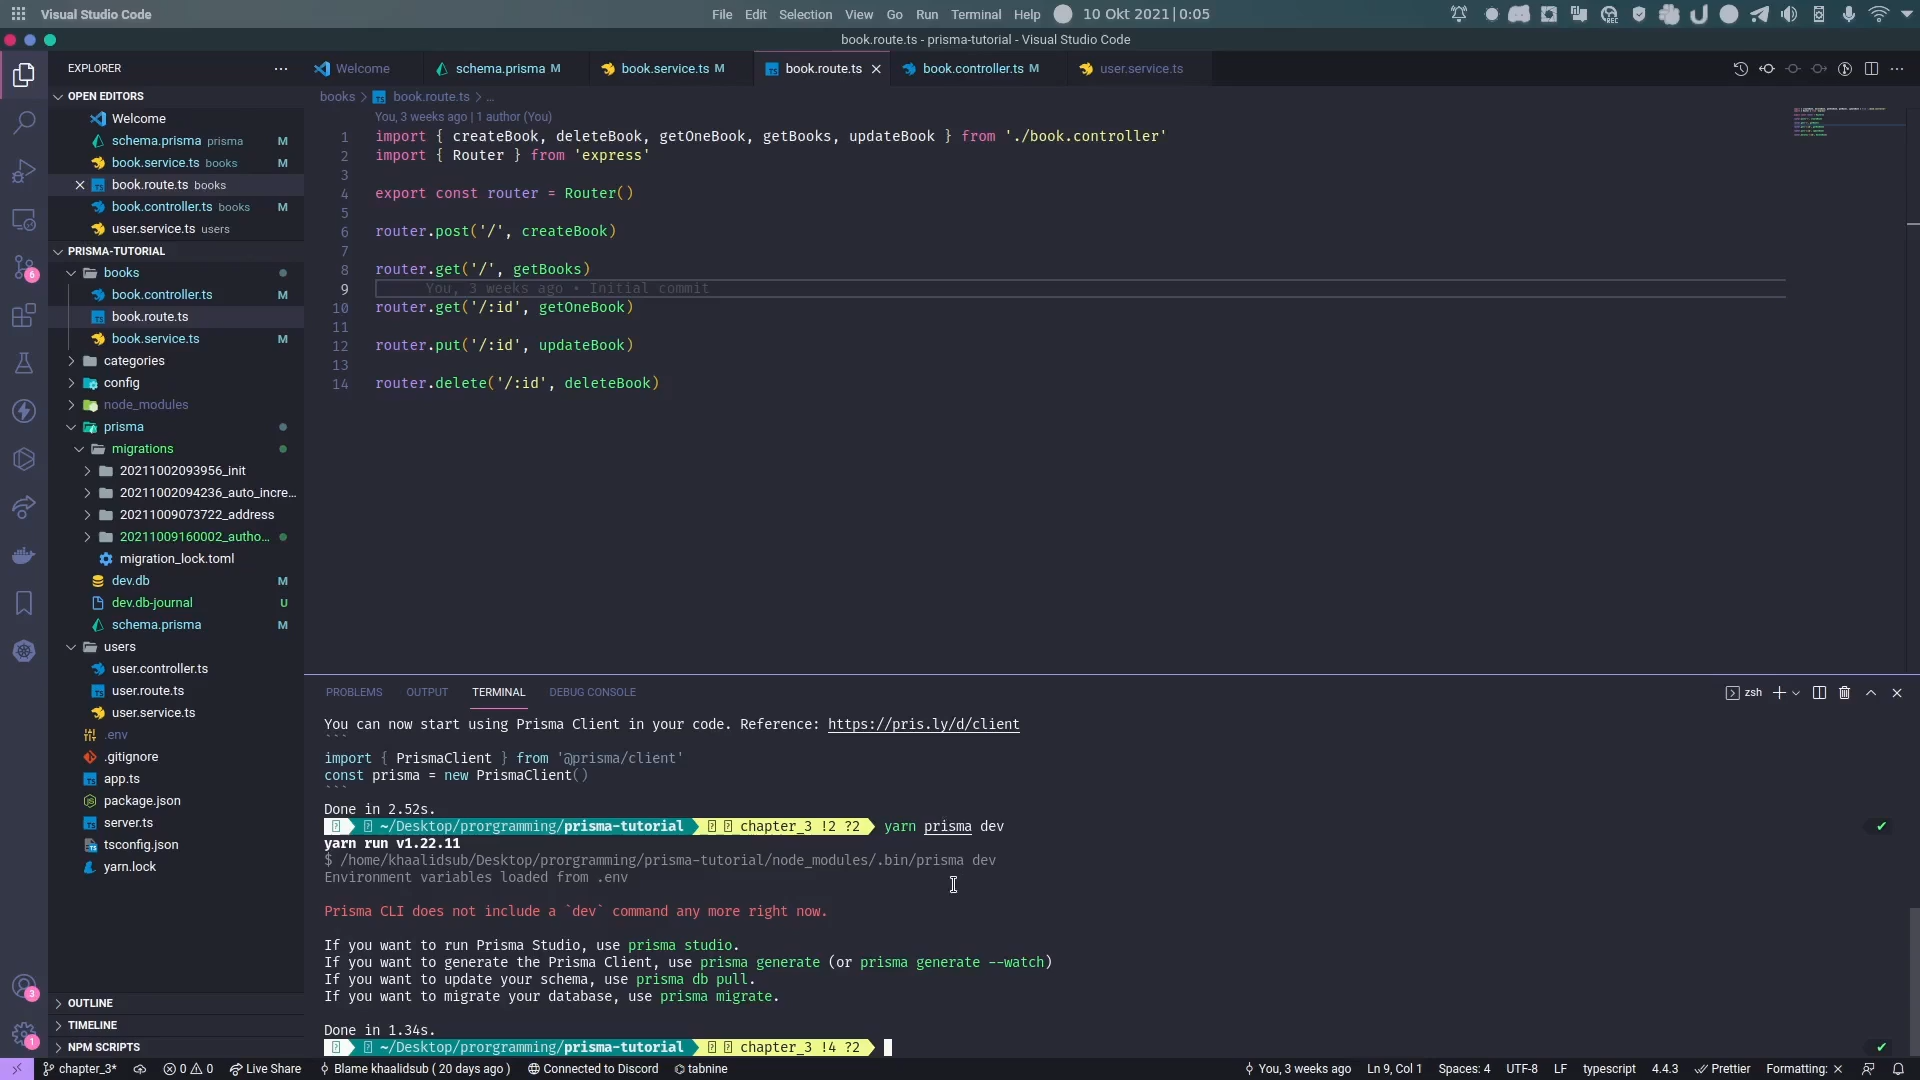 Visual Studio Code
File Edit Selection View Go Run Terminal Help 10 Okt 2021 | 0:05
book.route.ts - prisma-tutorial - Visual Studio Code
EXPLORER
Welcome schema.prisma M book.service.ts M book.route.ts book.controller.ts M user.service.ts
OPEN EDITORS
Welcome
schema.prisma prisma M
book.service.ts books M
book.route.ts books
book.controller.ts books M
user.service.ts users
PRISMA-TUTORIAL
books
book.controller.ts M
book.route.ts
book.service.ts M
categories
config
node_modules
prisma
migrations
20211002093956_init
20211002094236_auto_incre...
20211009073722_address
20211009160002_autho...
migration_lock.toml
dev.db M
dev.db-journal U
schema.prisma M
users
user.controller.ts
user.route.ts
user.service.ts
.env
.gitignore
app.ts
package.json
server.ts
tsconfig.json
yarn.lock
OUTLINE
TIMELINE
NPM SCRIPTS
6
3
1
books > book.route.ts > ...
You, 3 weeks ago | 1 author (You)
1 import { createBook, deleteBook, getOneBook, getBooks, updateBook } from './book.controller'
2 import { Router } from 'express'
3
4 export const router = Router()
5
6 router.post('/', createBook)
7
8 router.get('/', getBooks)
9 You, 3 weeks ago • Initial commit
10 router.get('/:id', getOneBook)
11
12 router.put('/:id', updateBook)
13
14 router.delete('/:id', deleteBook)
PROBLEMS OUTPUT TERMINAL DEBUG CONSOLE zsh
You can now start using Prisma Client in your code. Reference: https://pris.ly/d/client
```
import { PrismaClient } from '@prisma/client'
const prisma = new PrismaClient()
```
Done in 2.52s.
~/Desktop/prorgramming/prisma-tutorial chapter_3 !2 ?2 yarn prisma dev
yarn run v1.22.11
$ /home/khaalidsub/Desktop/prorgramming/prisma-tutorial/node_modules/.bin/prisma dev
Environment variables loaded from .env
Prisma CLI does not include a `dev` command any more right now.
If you want to run Prisma Studio, use prisma studio.
If you want to generate the Prisma Client, use prisma generate (or prisma generate --watch)
If you want to update your schema, use prisma db pull.
If you want to migrate your database, use prisma migrate.
Done in 1.34s.
~/Desktop/prorgramming/prisma-tutorial chapter_3 !4 ?2
chapter_3* 0 0 Live Share Blame khaalidsub ( 20 days ago ) Connected to Discord tabnine You, 3 weeks ago Ln 9, Col 1 Spaces: 4 UTF-8 LF typescript 4.4.3 Prettier Formatting: ×